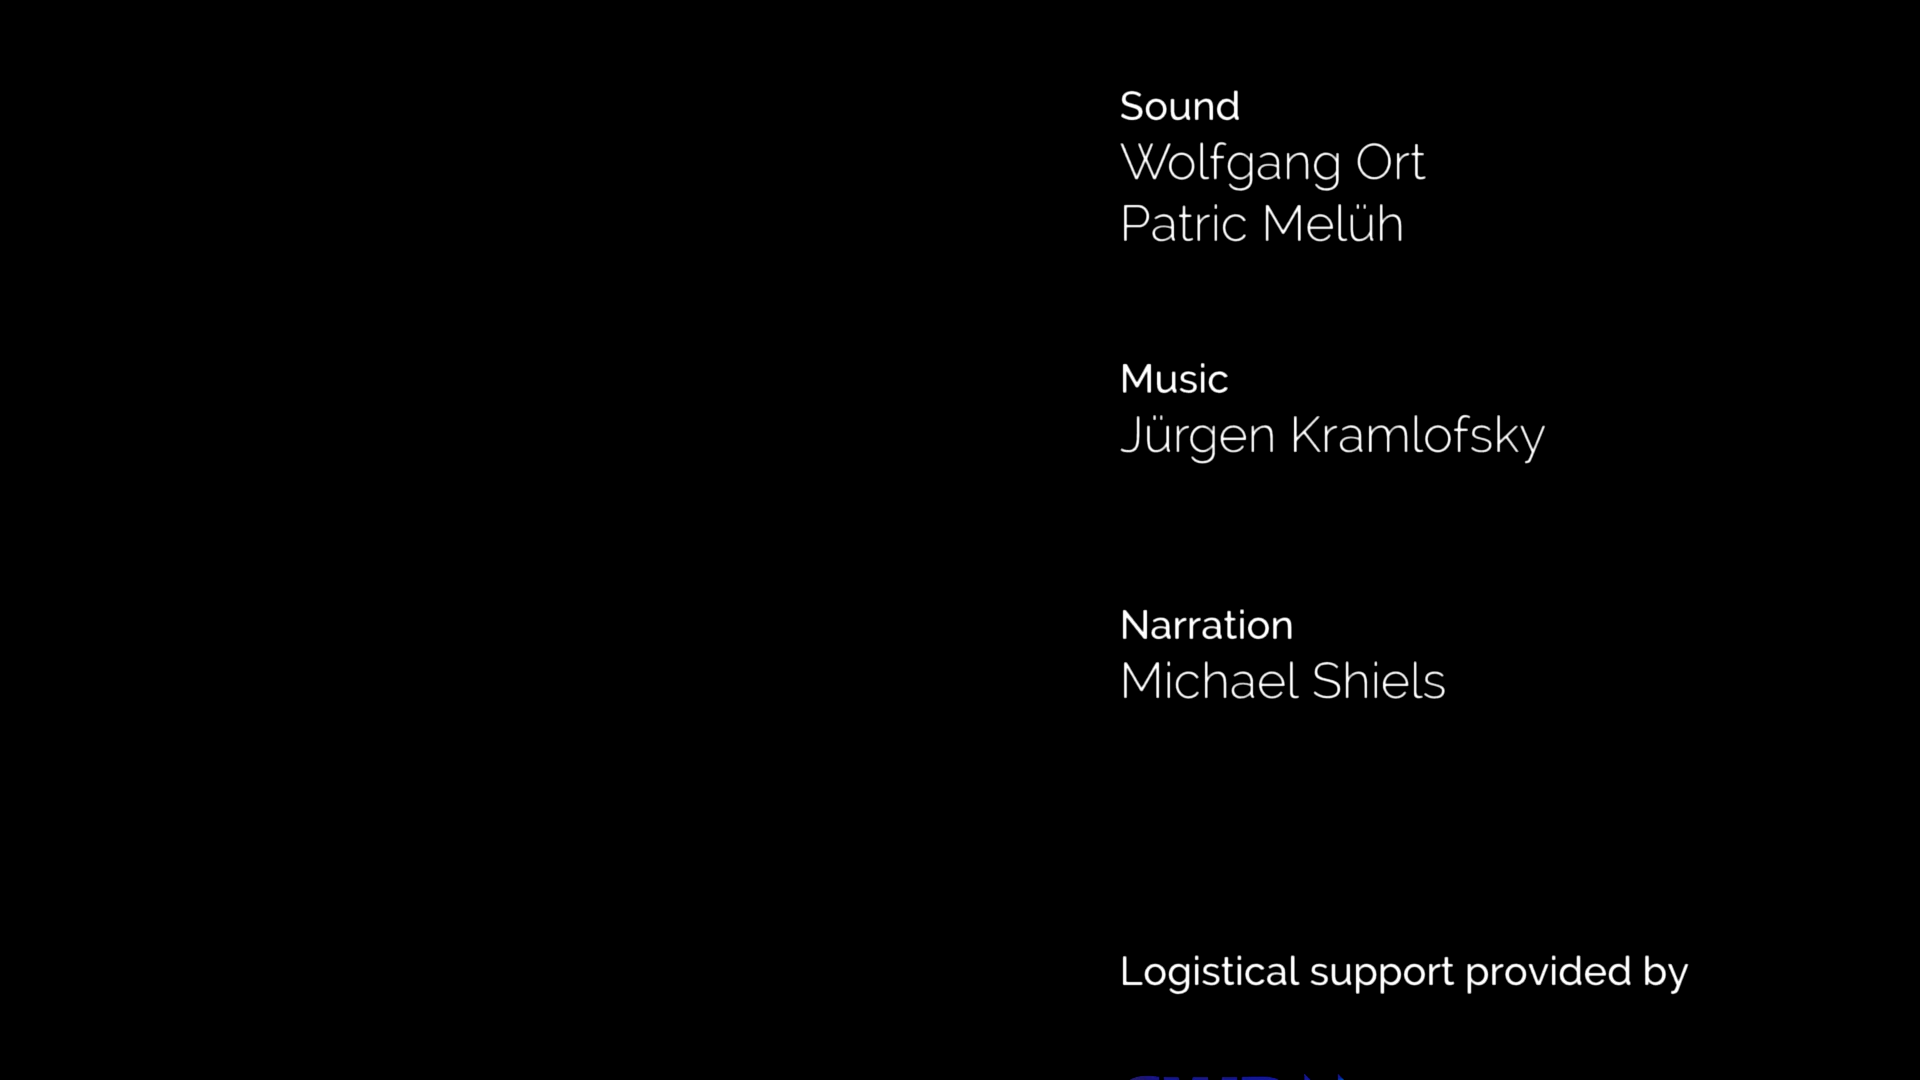 Sound
Wolfgang Ort
Patric Melüh
Music
Jürgen Kramlofsky
Narration
Michael Shiels
Logistical support provided by